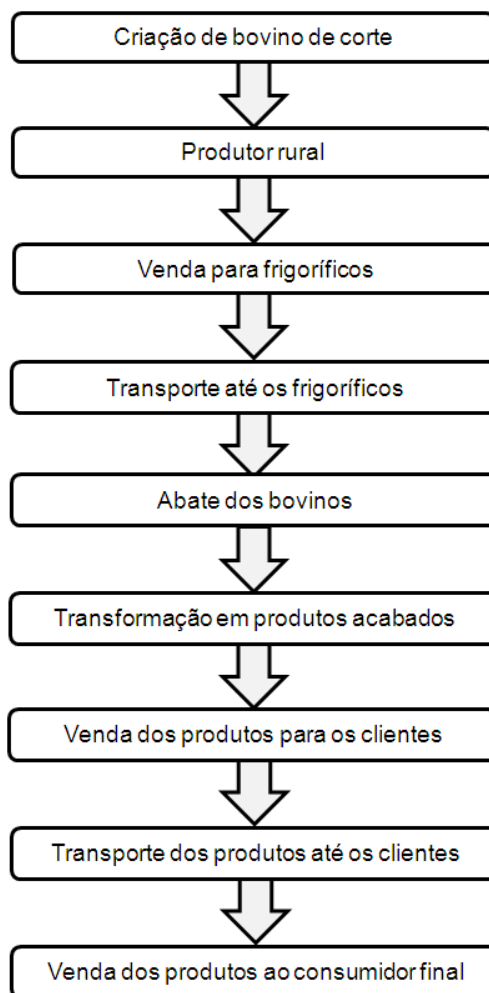 Criação de bovino de corte
Produtor rural
Venda para frigoríficos
Transporte até os frigoríficos
Abate dos bovinos
Transformação em produtos acabados
Venda dos produtos para os clientes
Transporte dos produtos até os clientes
Venda dos produtos ao consumidor final